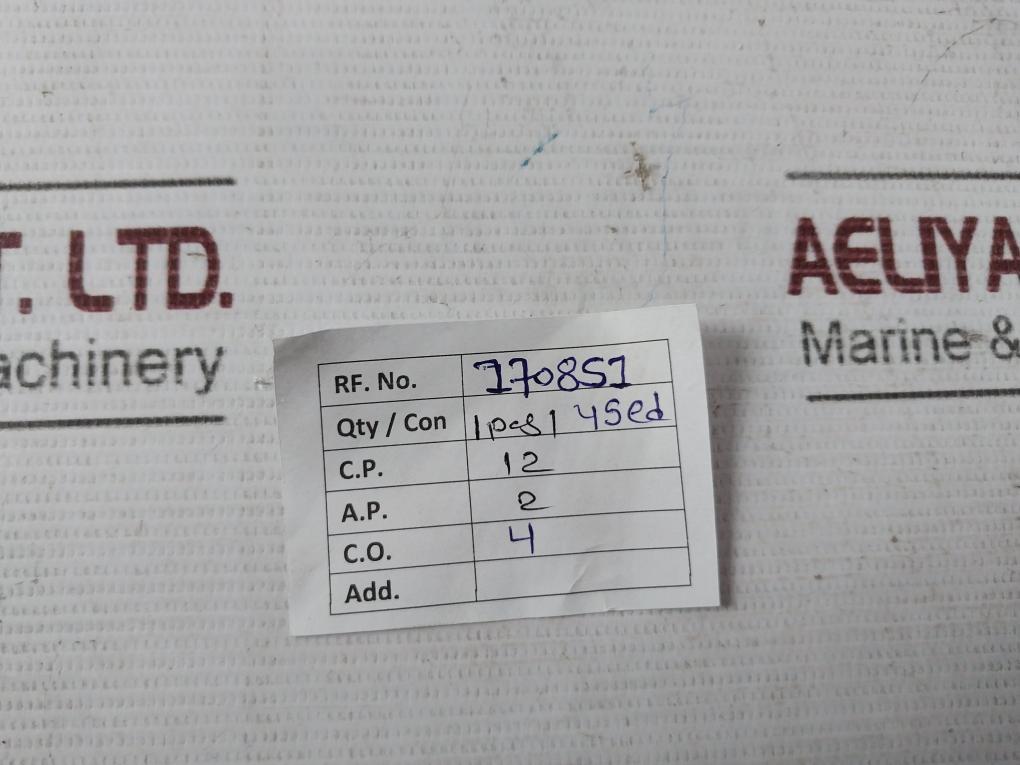 T. LTD.
achinery
AELIYA
Marine &
RF. No. 170851
Qty / Con 1pcs / used
C.P. 12
A.P. 2
C.O. 4
Add.